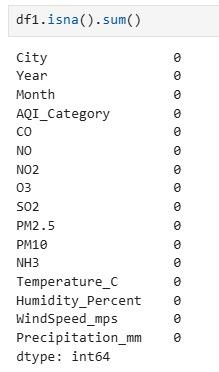 df1.isna().sum()
City 0
Year 0
Month 0
AQI_Category 0
CO 0
NO 0
NO2 0
O3 0
SO2 0
PM2.5 0
PM10 0
NH3 0
Temperature_C 0
Humidity_Percent 0
WindSpeed_mps 0
Precipitation_mm 0
dtype: int64